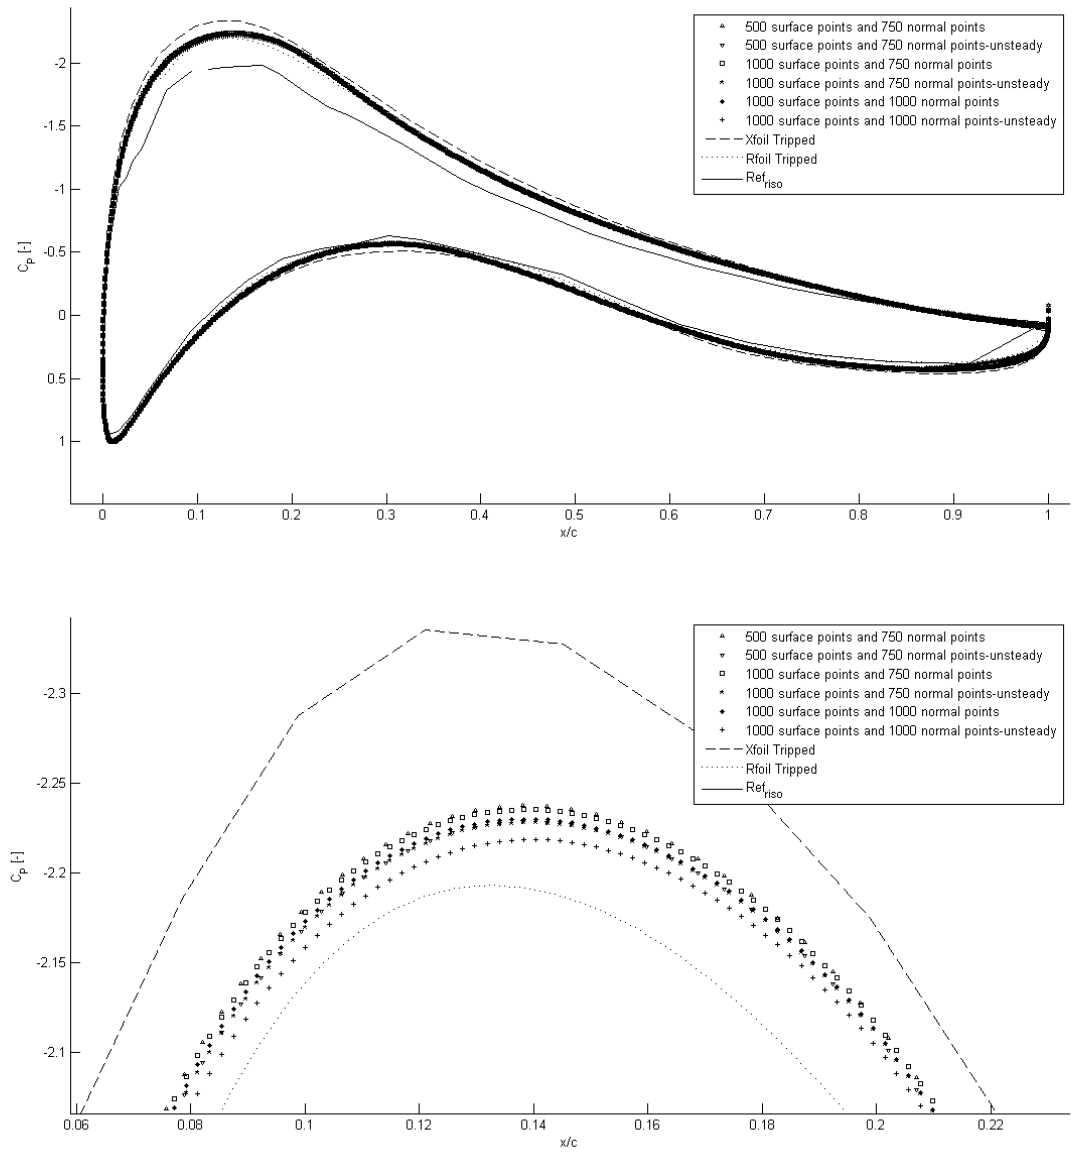 -2
-1.5
-1
-0.5
0
0.5
1
C_P [-]
0 0.1 0.2 0.3 0.4 0.5 0.6 0.7 0.8 0.9 1
x/c
500 surface points and 750 normal points
500 surface points and 750 normal points-unsteady
1000 surface points and 750 normal points
1000 surface points and 750 normal points-unsteady
1000 surface points and 1000 normal points
1000 surface points and 1000 normal points-unsteady
Xfoil Tripped
Rfoil Tripped
Ref_riso
-2.3
-2.25
-2.2
-2.15
-2.1
C_P [-]
0.06 0.08 0.1 0.12 0.14 0.16 0.18 0.2 0.22
x/c
500 surface points and 750 normal points
500 surface points and 750 normal points-unsteady
1000 surface points and 750 normal points
1000 surface points and 750 normal points-unsteady
1000 surface points and 1000 normal points
1000 surface points and 1000 normal points-unsteady
Xfoil Tripped
Rfoil Tripped
Ref_riso